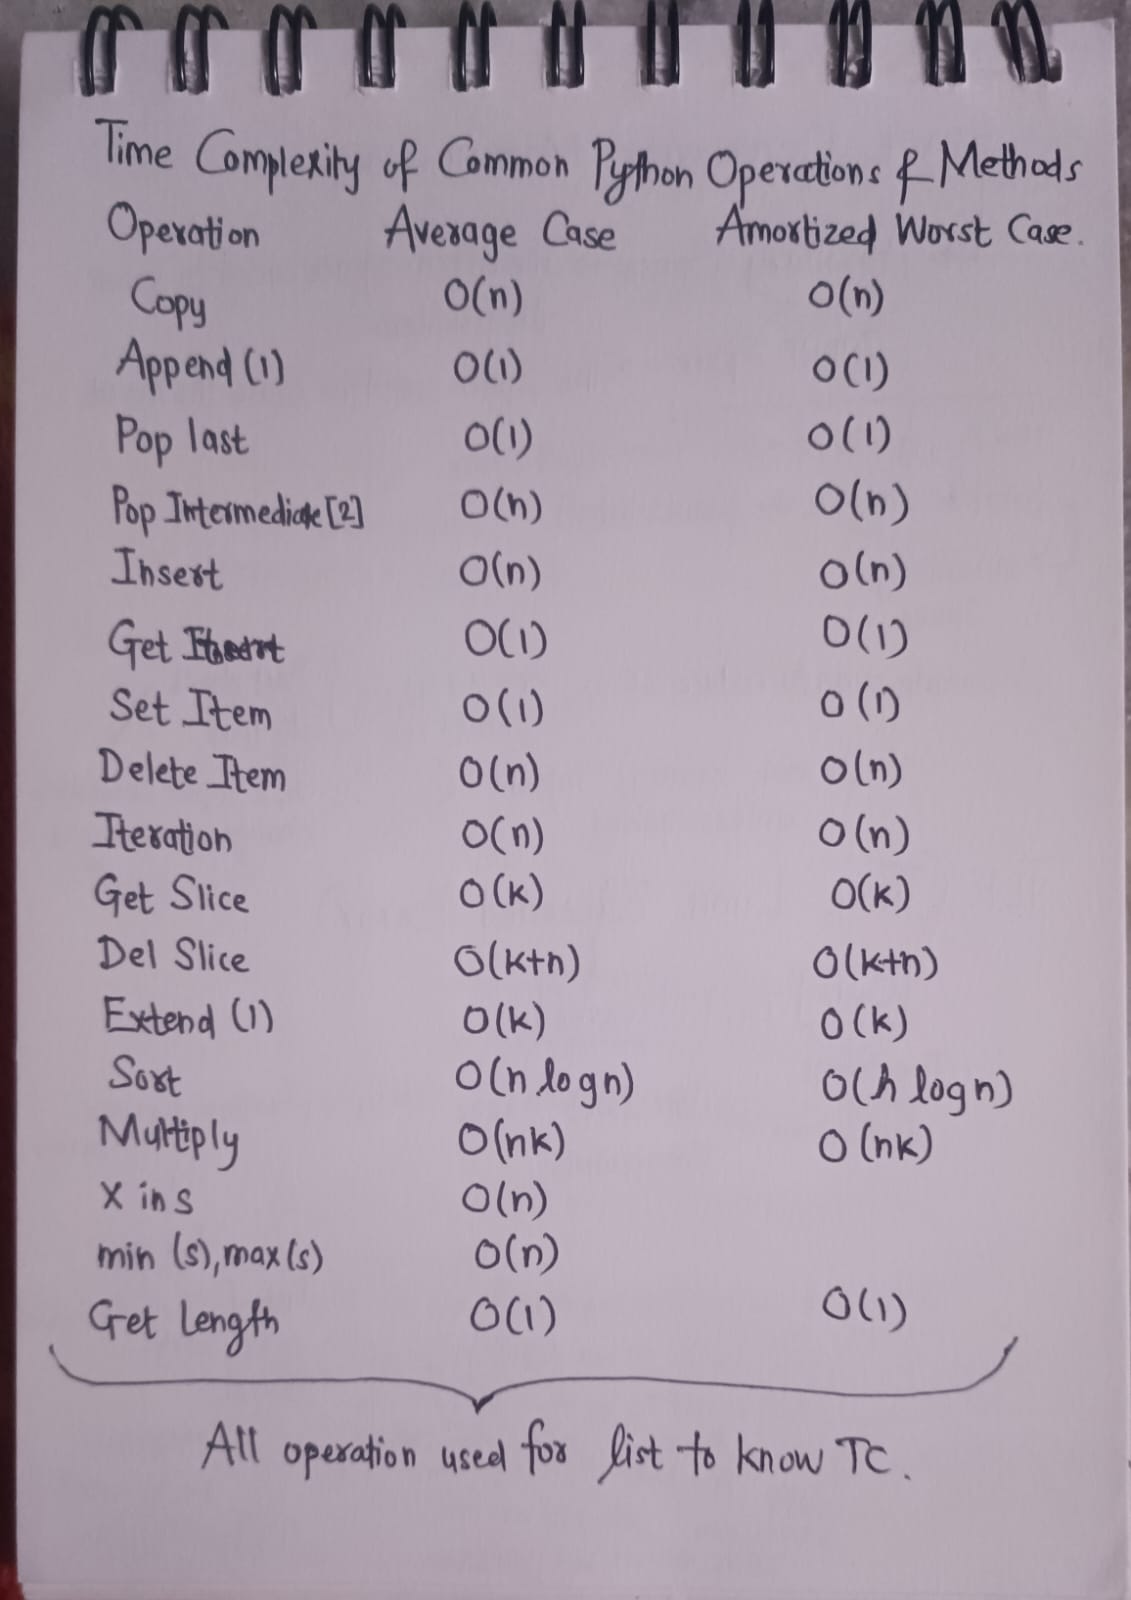 Time Complexity of Common Python Operations & Methods
Operation Average Case Amortized Worst Case.
Copy O(n) O(n)
Append (1) O(1) O(1)
Pop last O(1) O(1)
Pop Intermediate [2] O(n) O(n)
Insert O(n) O(n)
Get O(1) O(1)
Set Item O(1) O(1)
Delete Item O(n) O(n)
Iteration O(n) O(n)
Get Slice O(k) O(k)
Del Slice O(k+n) O(k+n)
Extend (1) O(k) O(k)
Sort O(n log n) O(n log n)
Multiply O(nk) O(nk)
X in s O(n)
min (s), max (s) O(n)
Get Length O(1) O(1)
All operation used for list to know TC.